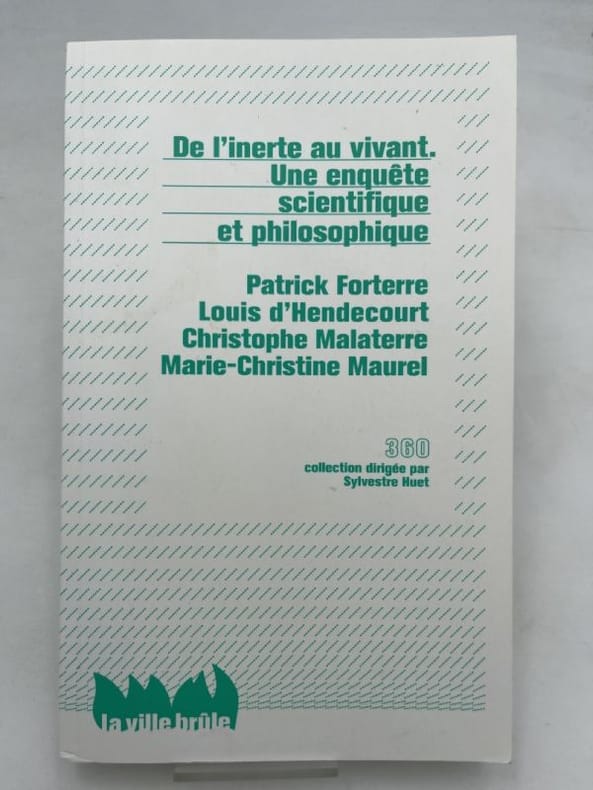 De l'inerte au vivant.
Une enquête
scientifique
et philosophique
Patrick Forterre
Louis d'Hendecourt
Christophe Malaterre
Marie-Christine Maurel
360
collection dirigée par
Sylvestre Huet
la ville brûle